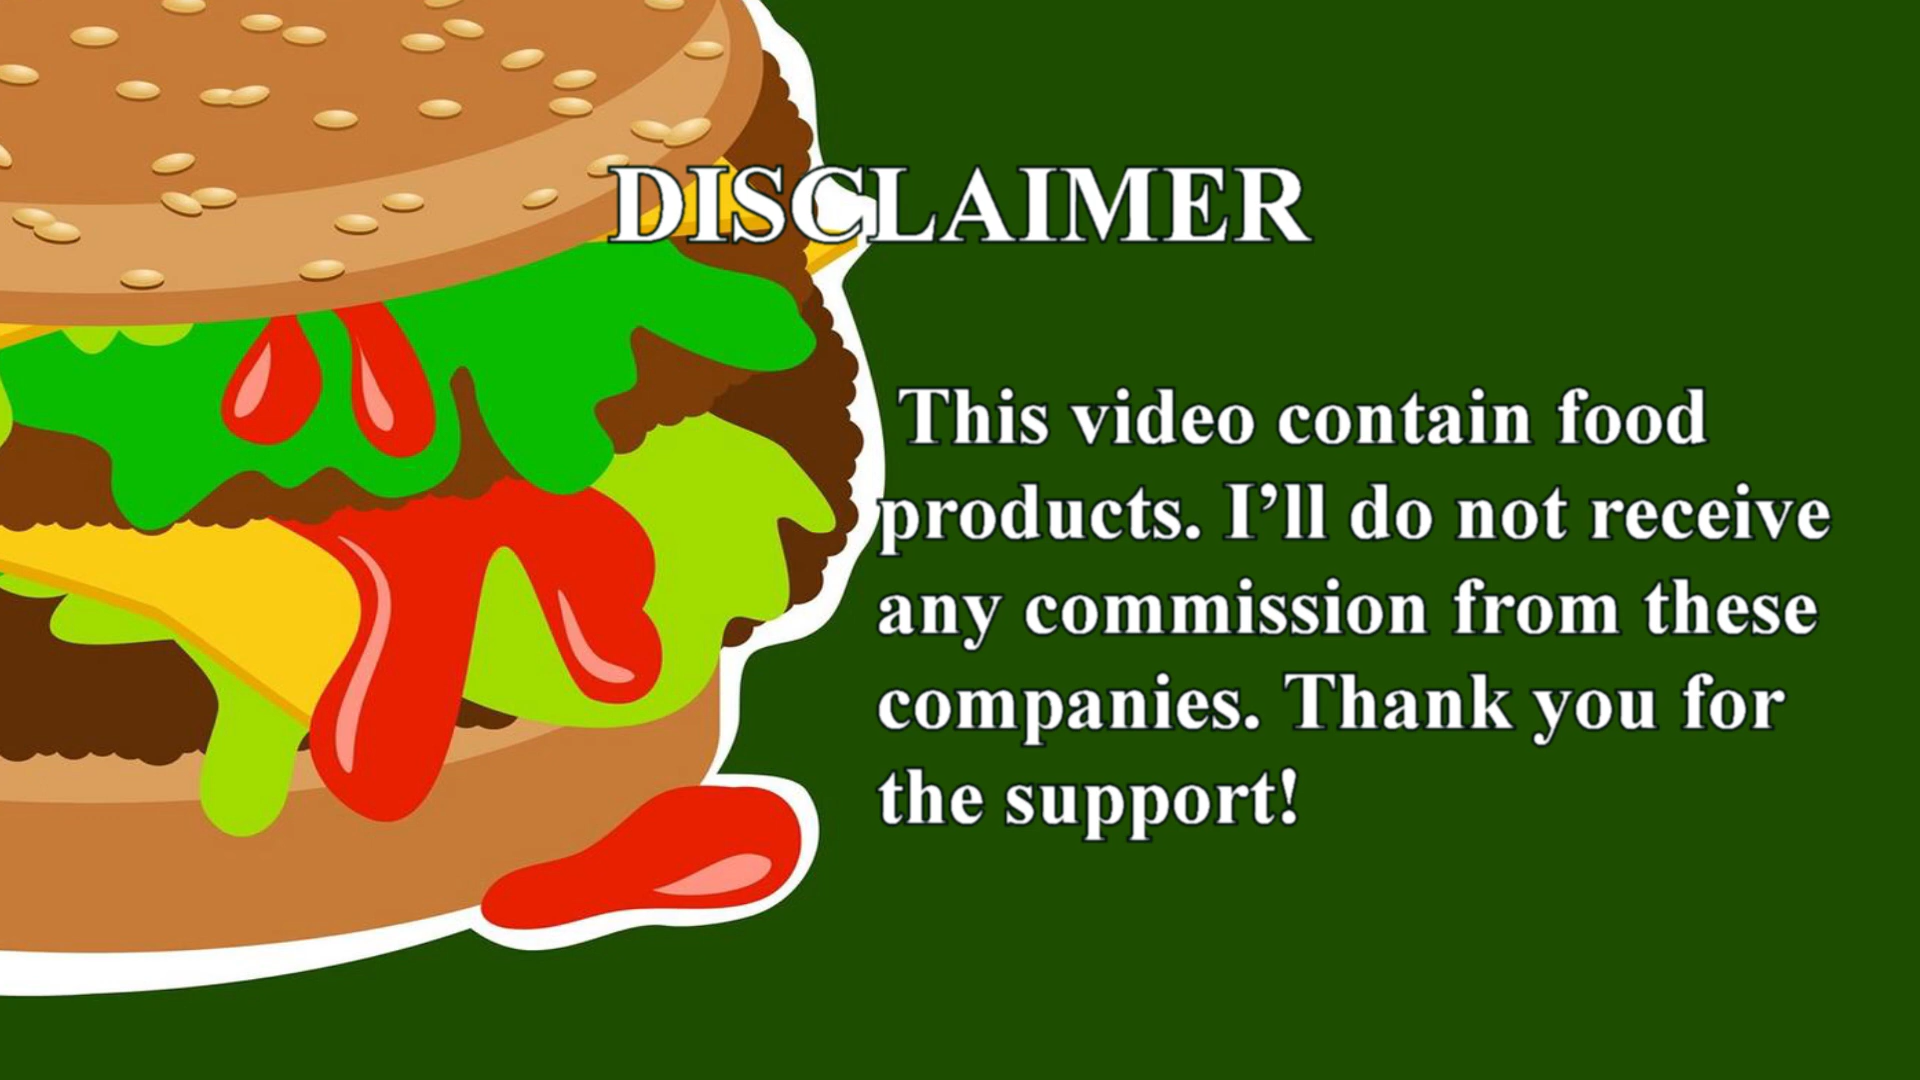 DISCLAIMER
This video contain food
products. I’ll do not receive
any commission from these
companies. Thank you for
the support!